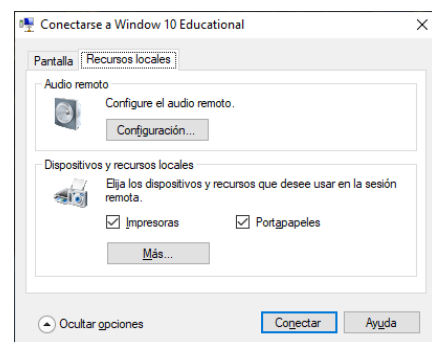 Conectarse a Window 10 Educational
Pantalla Recursos locales
Audio remoto
Configure el audio remoto.
Configuración...
Dispositivos y recursos locales
Elija los dispositivos y recursos que desee usar en la sesión
remota.
Impresoras Portapapeles
Más...
Ocultar opciones Conectar Ayuda